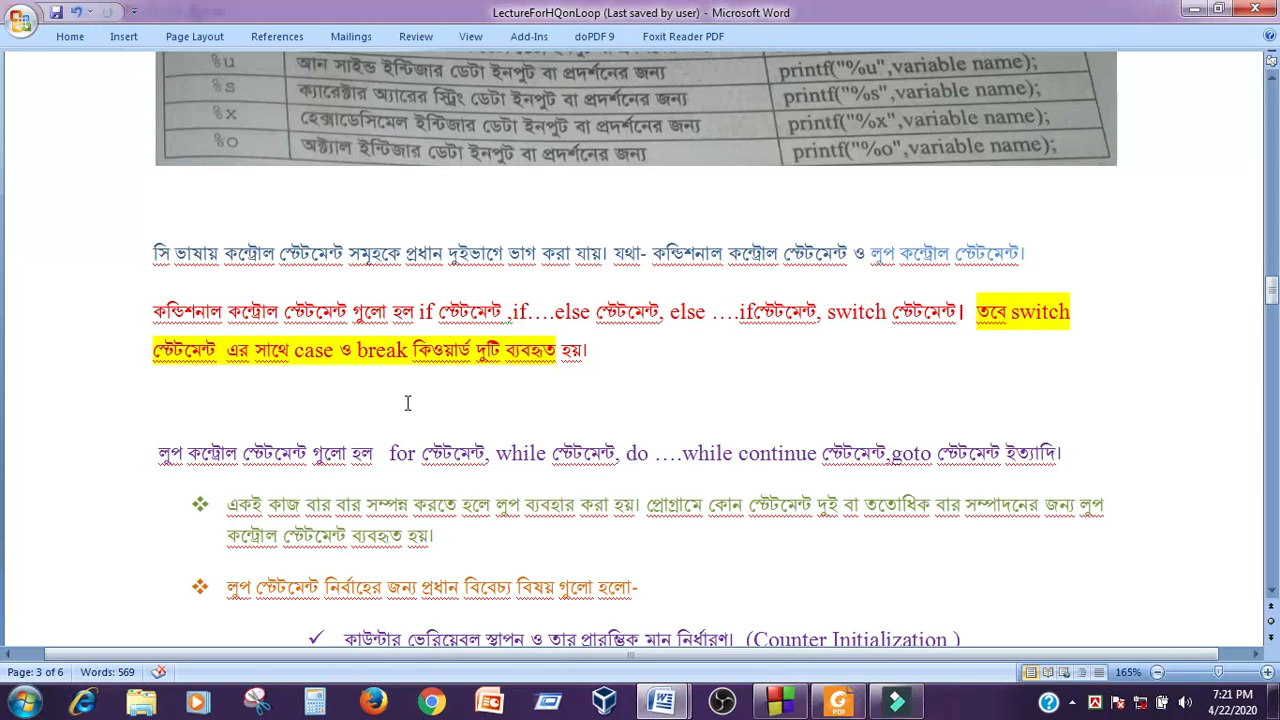 LectureForHQonLoop (Last saved by user) - Microsoft Word
Home Insert Page Layout References Mailings Review View Add-Ins doPDF 9 Foxit Reader PDF
%u আন সাইন্ড ইন্টিজার ডেটা ইনপুট বা প্রদর্শনের জন্য printf("%u",variable name);
%s ক্যারেক্টার অ্যারের স্ট্রিং ডেটা ইনপুট বা প্রদর্শনের জন্য printf("%s",variable name);
%x হেক্সাডেসিমেল ইন্টিজার ডেটা ইনপুট বা প্রদর্শনের জন্য printf("%x",variable name);
%o অক্ট্যাল ইন্টিজার ডেটা ইনপুট বা প্রদর্শনের জন্য printf("%o",variable name);
সি ভাষায় কন্ট্রোল স্টেটমেন্ট সমূহকে প্রধান দুইভাগে ভাগ করা যায়। যথা- কন্ডিশনাল কন্ট্রোল স্টেটমেন্ট ও লুপ কন্ট্রোল স্টেটমেন্ট।
কন্ডিশনাল কন্ট্রোল স্টেটমেন্ট গুলো হল if স্টেটমেন্ট ,if….else স্টেটমেন্ট, else ….ifস্টেটমেন্ট, switch স্টেটমেন্ট। তবে switch
স্টেটমেন্ট এর সাথে case ও break কিওয়ার্ড দুটি ব্যবহৃত হয়।
লুপ কন্ট্রোল স্টেটমেন্ট গুলো হল for স্টেটমেন্ট, while স্টেটমেন্ট, do ….while continue স্টেটমেন্ট,goto স্টেটমেন্ট ইত্যাদি।
❖ একই কাজ বার বার সম্পন্ন করতে হলে লুপ ব্যবহার করা হয়। প্রোগ্রামে কোন স্টেটমেন্ট দুই বা ততোধিক বার সম্পাদনের জন্য লুপ
কন্ট্রোল স্টেটমেন্ট ব্যবহৃত হয়।
❖ লুপ স্টেটমেন্ট নির্বাহের জন্য প্রধান বিবেচ্য বিষয় গুলো হলো-
✓ কাউন্টার ভেরিয়েবল স্থাপন ও তার প্রারম্ভিক মান নির্ধারণ। (Counter Initialization )
Page: 3 of 6 Words: 569 165%
7:21 PM
4/22/2020